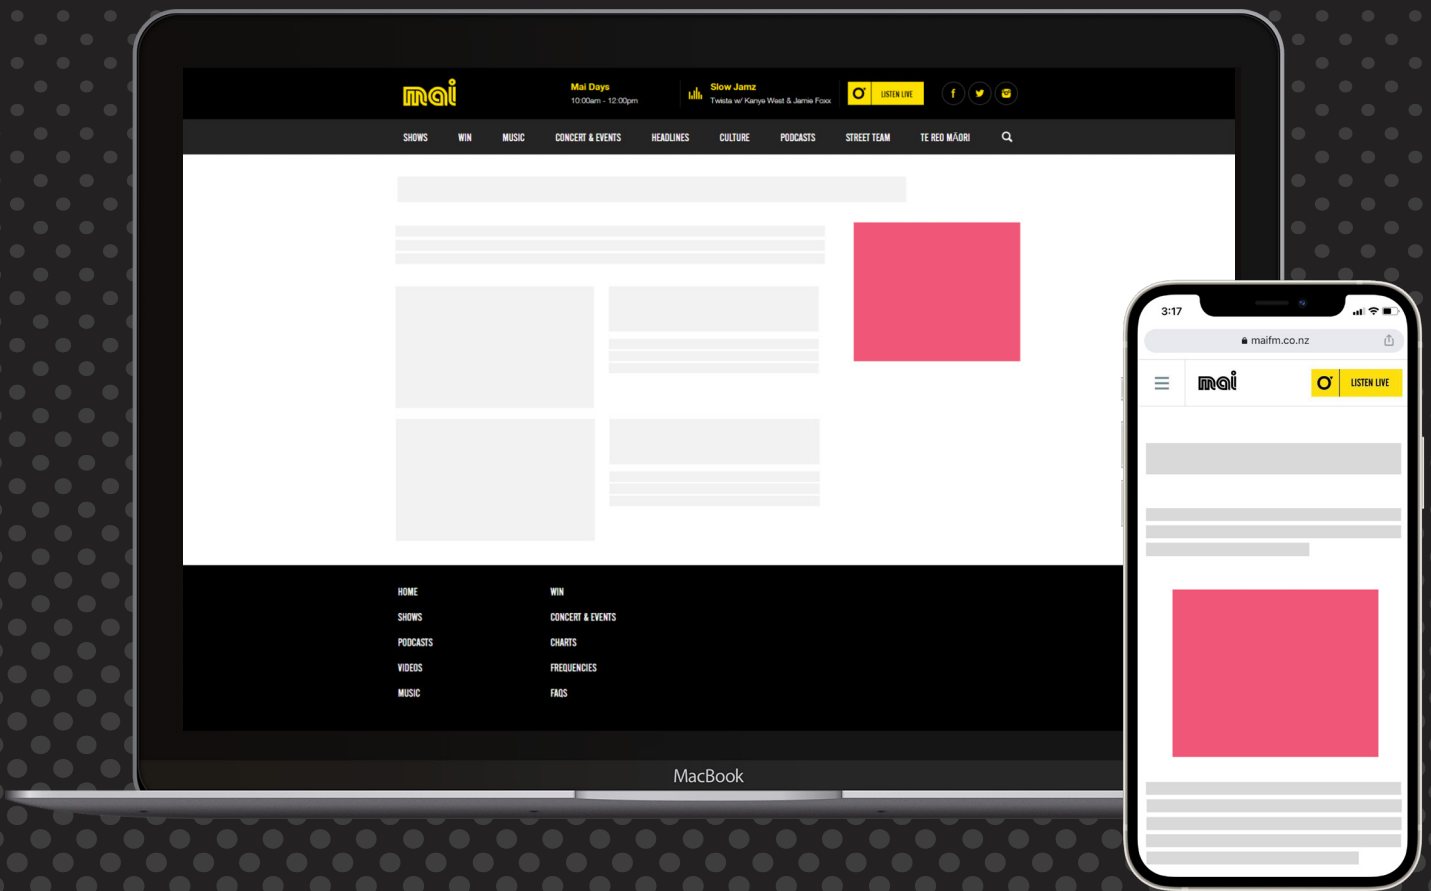 mai
Mai Days
10:00am - 12:00pm
Slow Jamz
Twista w/ Kanye West & Jamie Foxx
LISTEN LIVE
SHOWS WIN MUSIC CONCERT & EVENTS HEADLINES CULTURE PODCASTS STREET TEAM TE REO MĀORI
HOME WIN
SHOWS CONCERT & EVENTS
PODCASTS CHARTS
VIDEOS FREQUENCIES
MUSIC FAQS
MacBook
3:17
maifm.co.nz
mai LISTEN LIVE